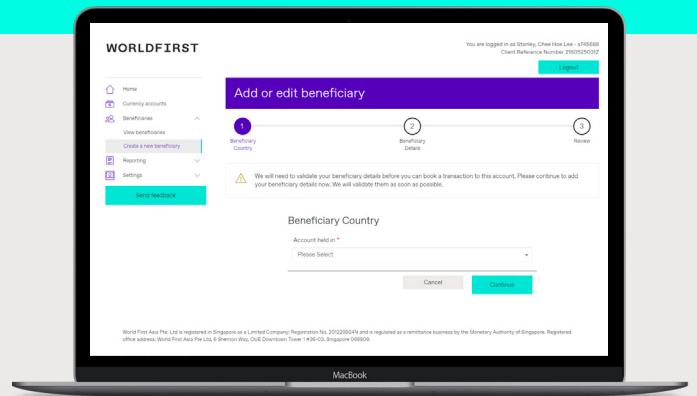 WORLDFIRST
You are logged in as Stanley, Chee Hoe Lee - s745688
Client Reference Number 2160525031Z
Logout
Home
Currency accounts
Beneficiaries
View beneficiaries
Create a new beneficiary
Reporting
Settings
Send feedback
Add or edit beneficiary
1
Beneficiary
Country
2
Beneficiary
Details
3
Review
We will need to validate your beneficiary details before you can book a transaction to this account. Please continue to add
your beneficiary details now. We will validate them as soon as possible.
Beneficiary Country
Account held in *
Please Select
Cancel
Continue
World First Asia Pte. Ltd is registered in Singapore as a Limited Company: Registration No. and is regulated as a remittance business by the Monetary Authority of Singapore. Registered
office address: World First Asia Pte Ltd, 6 Shenton Way, OUE Downtown Tower 1 #36-02, Singapore 068809.
MacBook